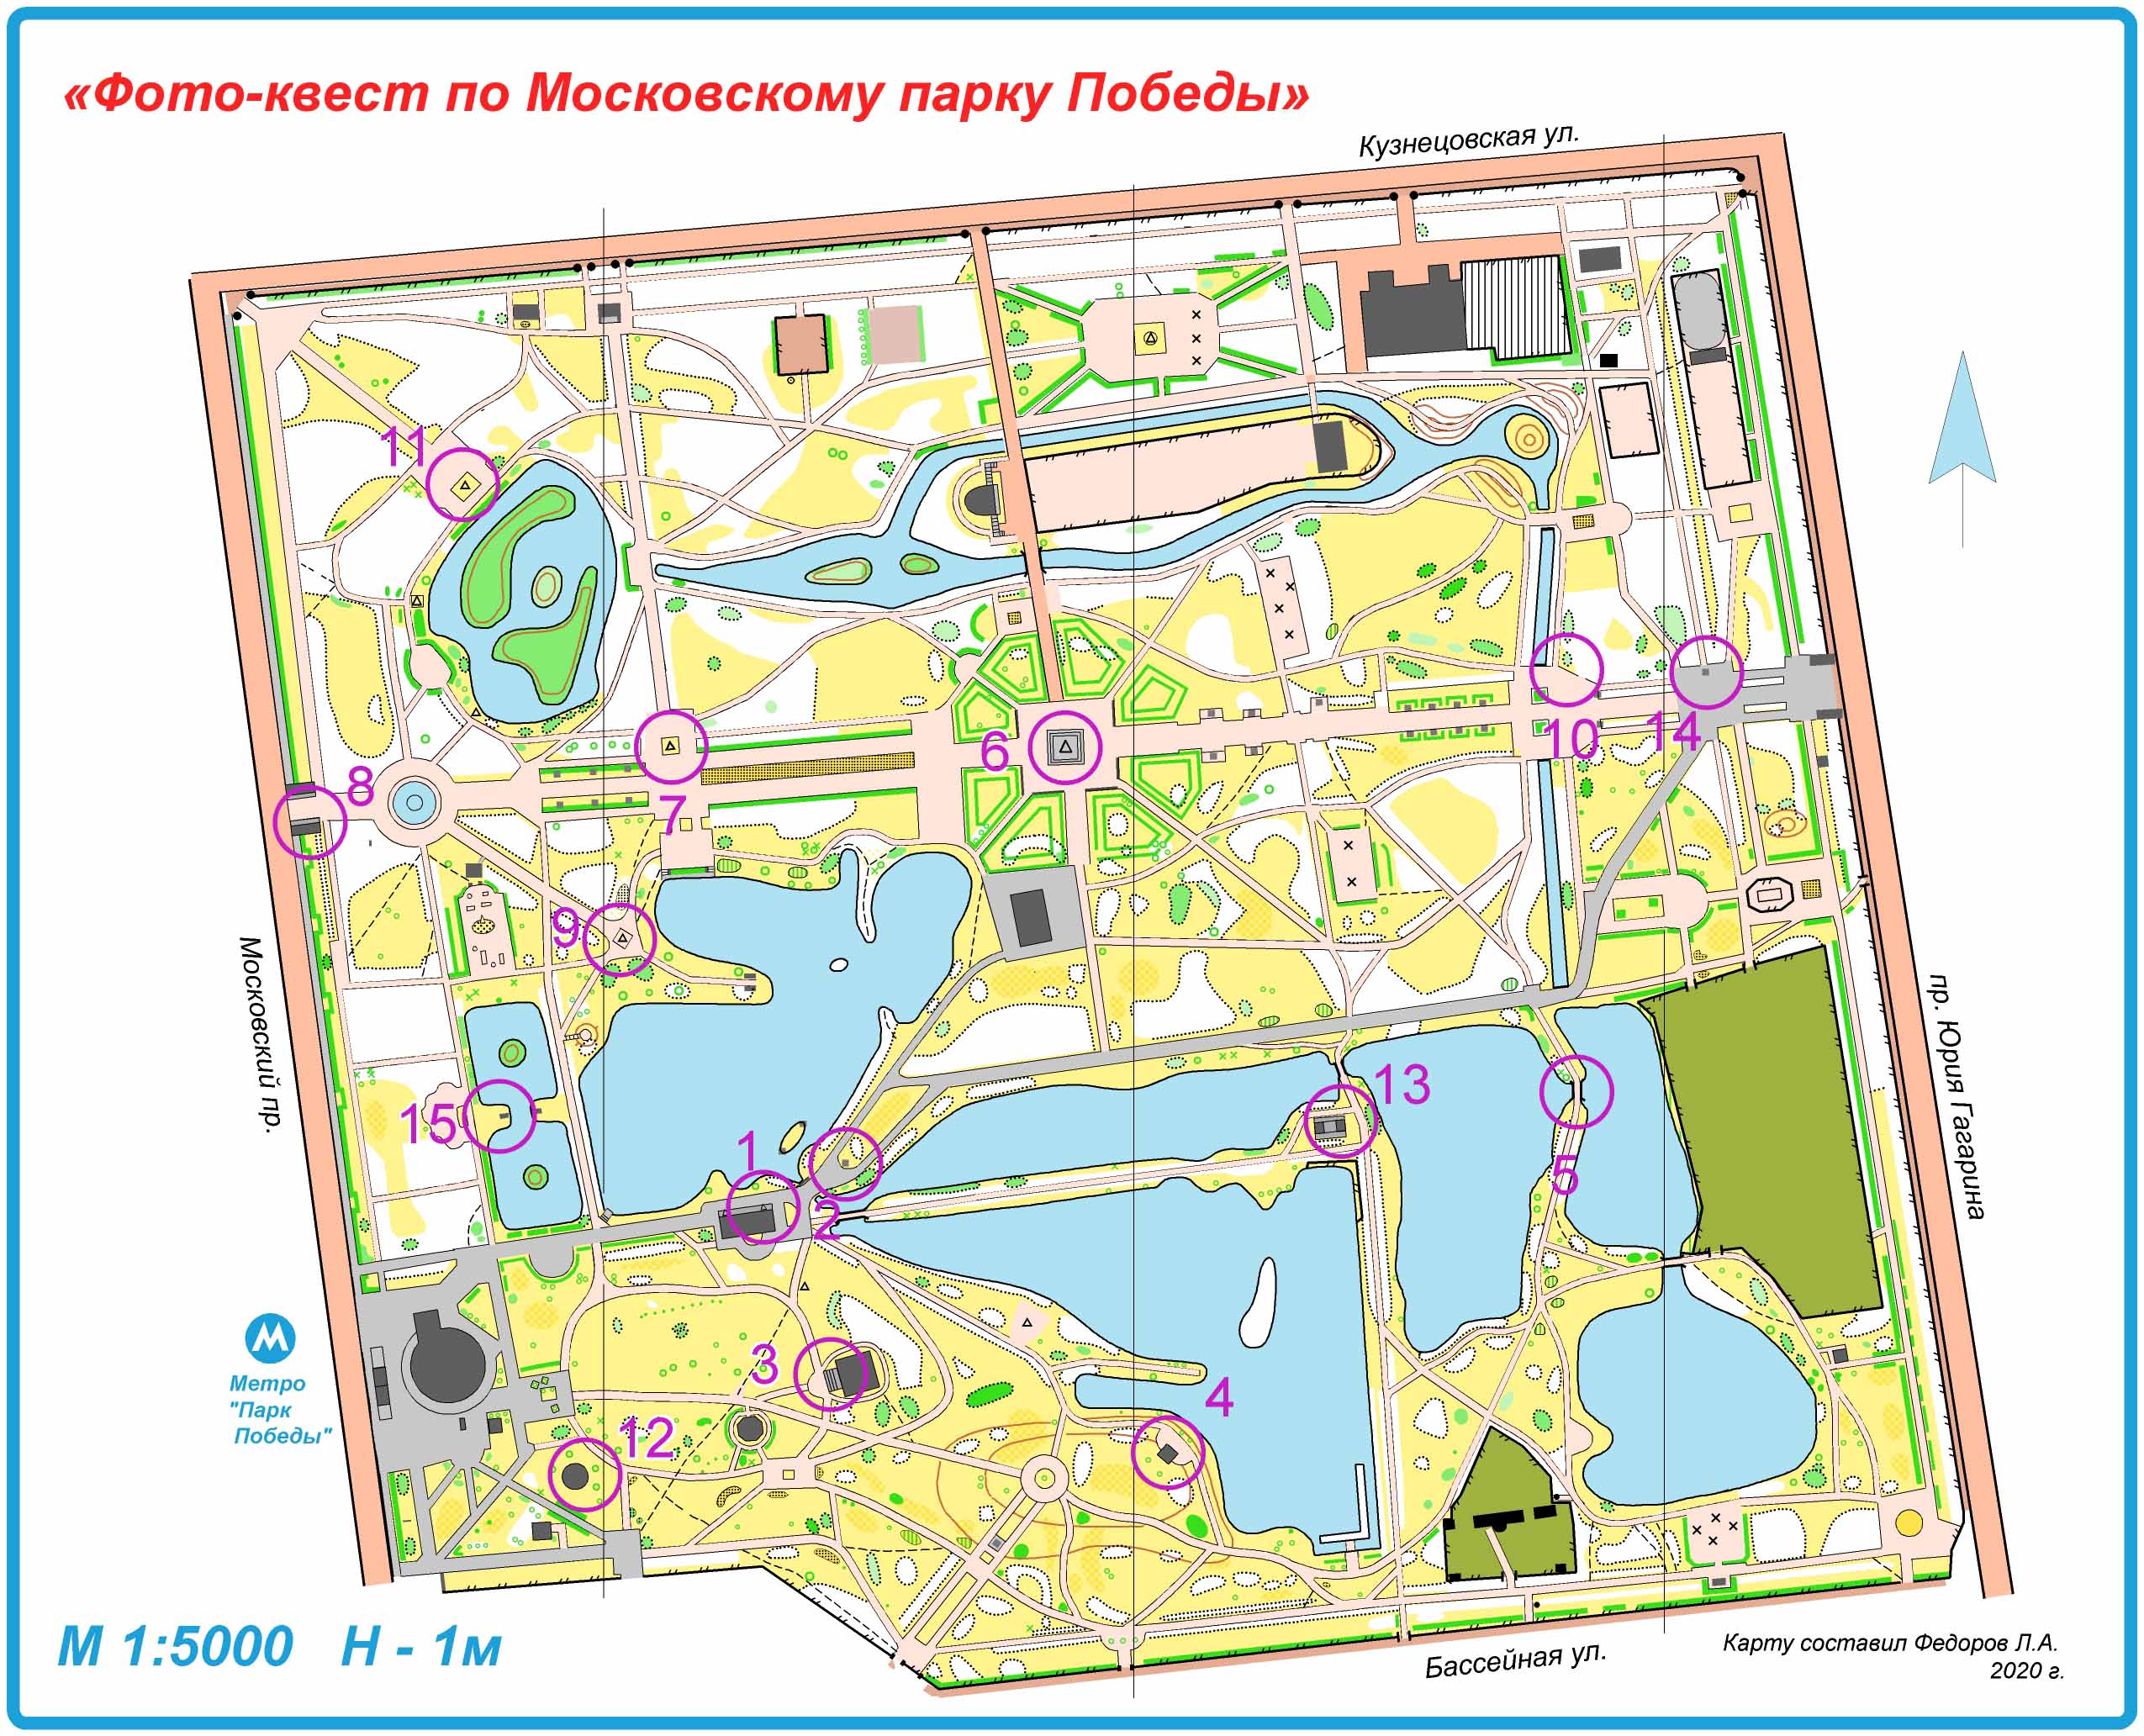 «Фото-квест по Московскому парку Победы»
Кузнецовская ул.
11
6
8
7
10
14
9
Московский пр.
пр. Юрия Гагарина
15
1
2
13
5
3
4
12
М
Метро
"Парк
Победы"
М 1:5000 Н - 1м
Бассейная ул.
Карту составил Федоров Л.А.
2020 г.